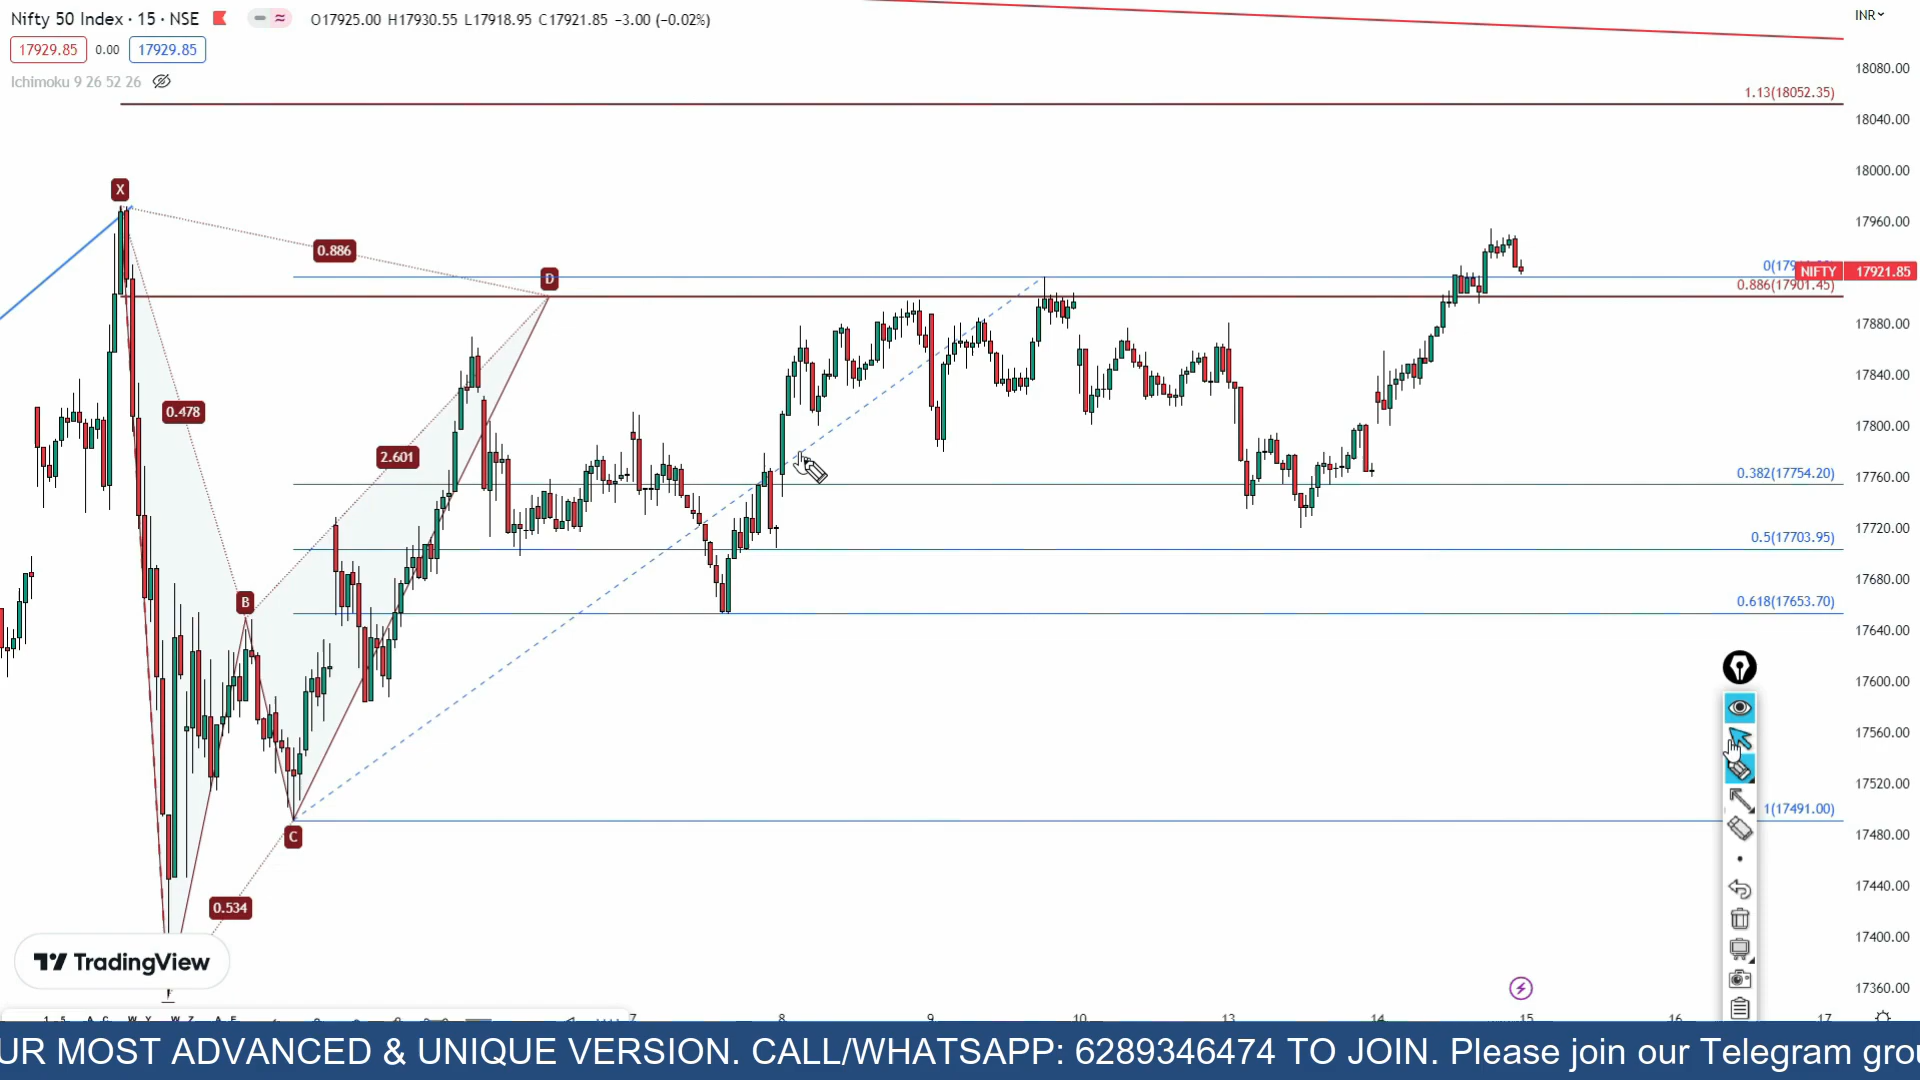 Nifty 50 Index · 15 · NSE
O17925.00 H17930.55 L17918.95 C17921.85 −3.00 (−0.02%)
INR
17929.85 0.00 17929.85
Ichimoku 9 26 52 26
18080.00
1.13(18052.35)
18040.00
18000.00
X
17960.00
0.886
D
NIFTY 17921.85
0.886(17901.45)
17880.00
17840.00
0.478
17800.00
2.601
0.382(17754.20)
17760.00
17720.00
0.5(17703.95)
17680.00
B
0.618(17653.70)
17640.00
17600.00
17560.00
17520.00
1(17491.00)
17480.00
C
17440.00
0.534
17400.00
TradingView
17360.00
7 8 9 10 13 14 15 16 17
UR MOST ADVANCED & UNIQUE VERSION. CALL/WHATSAPP: 6289346474 TO JOIN. Please join our Telegram grou